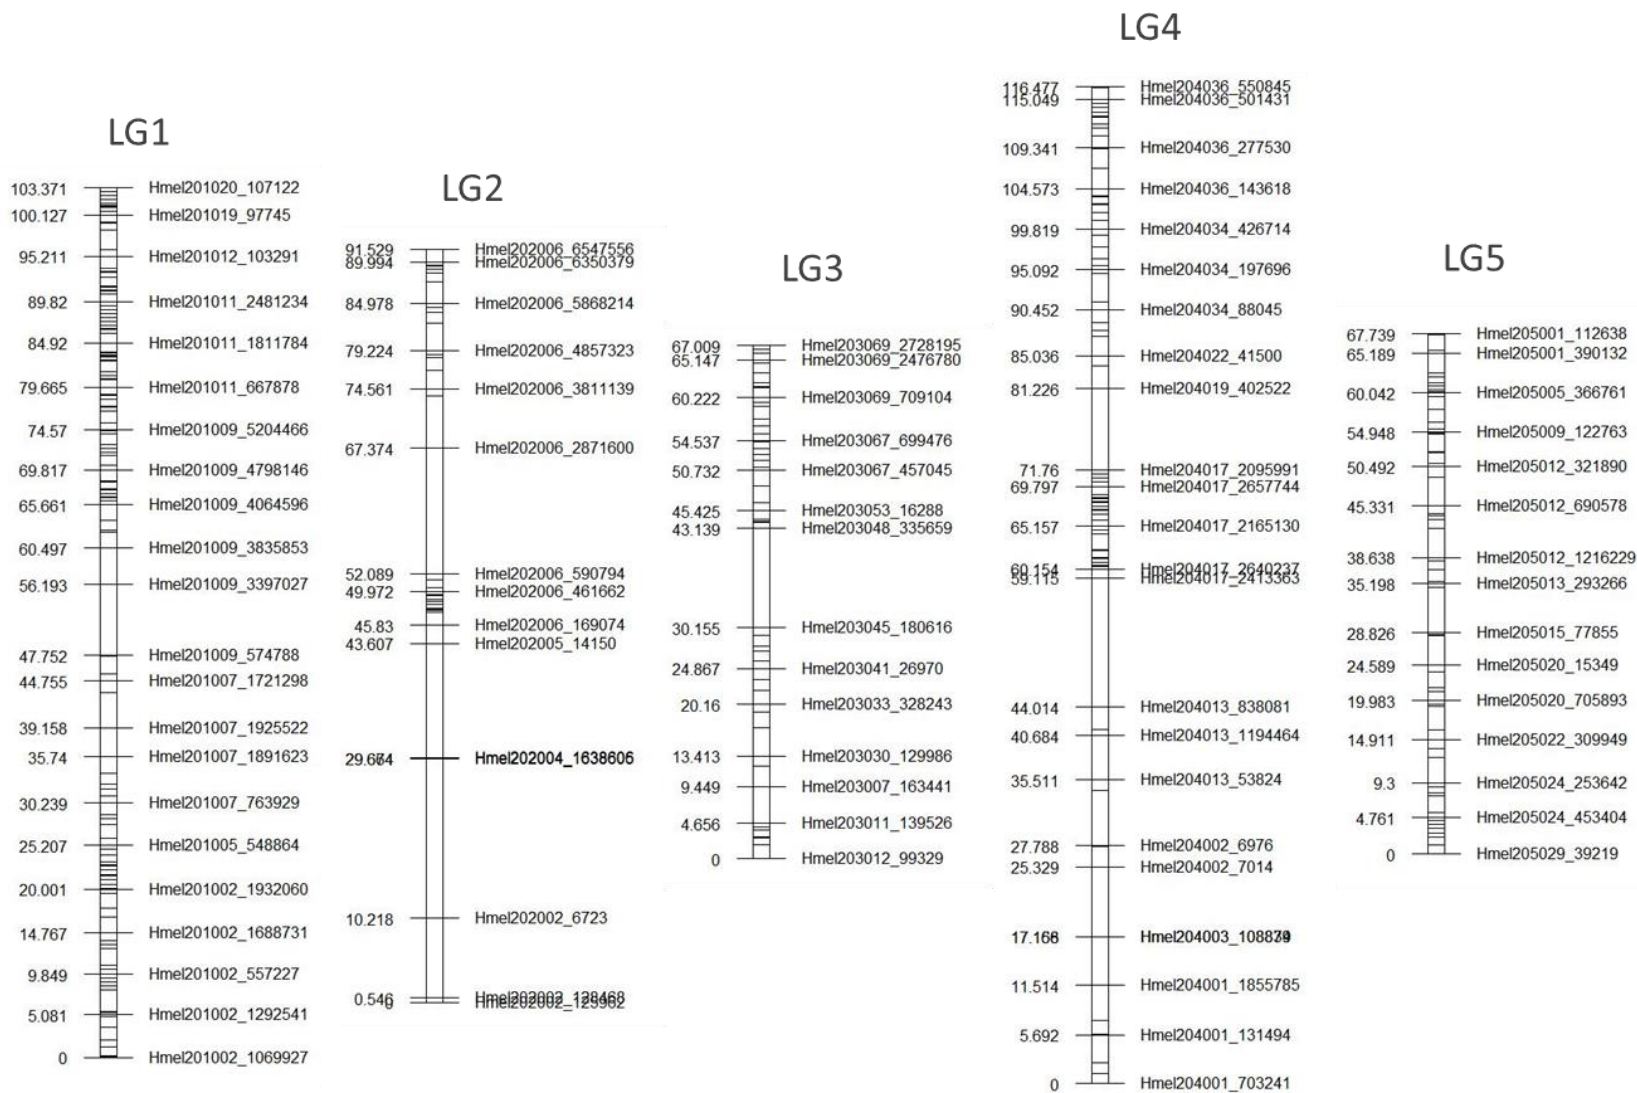 LG1
103.371 Hmel201020_107122
100.127 Hmel201019_97745
95.211 Hmel201012_103291
89.82 Hmel201011_2481234
84.92 Hmel201011_1811784
79.665 Hmel201011_667878
74.57 Hmel201009_5204466
69.817 Hmel201009_4798146
65.661 Hmel201009_4064596
60.497 Hmel201009_3835853
56.193 Hmel201009_3397027
47.752 Hmel201009_574788
44.755 Hmel201007_1721298
39.158 Hmel201007_1925522
35.74 Hmel201007_1891623
30.239 Hmel201007_763929
25.207 Hmel201005_548864
20.001 Hmel201002_1932060
14.767 Hmel201002_1688731
9.849 Hmel201002_557227
5.081 Hmel201002_1292541
0 Hmel201002_1069927
LG2
91.529 Hmel202006_6547556
89.994 Hmel202006_6350379
84.978 Hmel202006_5868214
79.224 Hmel202006_4857323
74.561 Hmel202006_3811139
67.374 Hmel202006_2871600
52.089 Hmel202006_590794
49.972 Hmel202006_461662
45.83 Hmel202006_169074
43.607 Hmel202005_14150
10.218 Hmel202002_6723
0.546 Hmel202002_128468
0
LG3
67.009 Hmel203069_2728195
65.147 Hmel203069_2476780
60.222 Hmel203069_709104
54.537 Hmel203067_699476
50.732 Hmel203067_457045
45.425 Hmel203053_16288
43.139 Hmel203048_335659
30.155 Hmel203045_180616
24.867 Hmel203041_26970
20.16 Hmel203033_328243
13.413 Hmel203030_129986
9.449 Hmel203007_163441
4.656 Hmel203011_139526
0 Hmel203012_99329
LG4
116.477 Hmel204036_550845
115.049 Hmel204036_501431
109.341 Hmel204036_277530
104.573 Hmel204036_143618
99.819 Hmel204034_426714
95.092 Hmel204034_197696
90.452 Hmel204034_88045
85.036 Hmel204022_41500
81.226 Hmel204019_402522
71.76 Hmel204017_2095991
69.797 Hmel204017_2657744
65.157 Hmel204017_2165130
60.154 Hmel204017_2640237
59.115 Hmel204017_2413363
44.014 Hmel204013_838081
40.684 Hmel204013_1194464
35.511 Hmel204013_53824
27.788 Hmel204002_6976
25.329 Hmel204002_7014
11.514 Hmel204001_1855785
5.692 Hmel204001_131494
0 Hmel204001_703241
LG5
67.739 Hmel205001_112638
65.189 Hmel205001_390132
60.042 Hmel205005_366761
54.948 Hmel205009_122763
50.492 Hmel205012_321890
45.331 Hmel205012_690578
38.638 Hmel205012_1216229
35.198 Hmel205013_293266
28.826 Hmel205015_77855
24.589 Hmel205020_15349
19.983 Hmel205020_705893
14.911 Hmel205022_309949
9.3 Hmel205024_253642
4.761 Hmel205024_453404
0 Hmel205029_39219